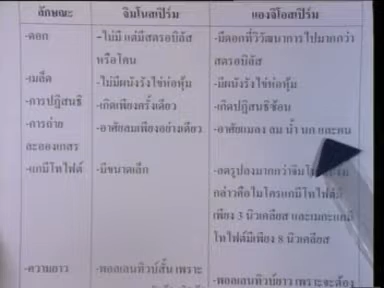 ลักษณะ จิมโนสเปิร์ม แองจิโอสเปิร์ม
-ดอก -ไม่มี แต่มีสตรอบิลัส -มีดอกที่วิวัฒนาการไปมากกว่า
หรือโคน สตรอบิลัส
-เมล็ด -ไม่มีผนังรังไข่ห่อหุ้ม -มีผนังรังไข่ห่อหุ้ม
-การปฏิสนธิ -เกิดเพียงครั้งเดียว -เกิดปฏิสนธิซ้อน
-การถ่าย -อาศัยลมเพียงอย่างเดียว -อาศัยแมลง ลม น้ำ นก และคน
ละอองเกสร
-แกมีโทไฟต์ -มีขนาดเล็ก -ลดรูปลงมากกว่า
กล่าวคือไมโครแกมีโทไฟต์มี
เพียง 3 นิวเคลียส และเมกะแกมี
โทไฟต์มีเพียง 8 นิวเคลียส
-ความยาว -พอลเลนทิวบ์สั้น เพราะ -พอลเลนทิวบ์ยาว เพราะจะต้อง